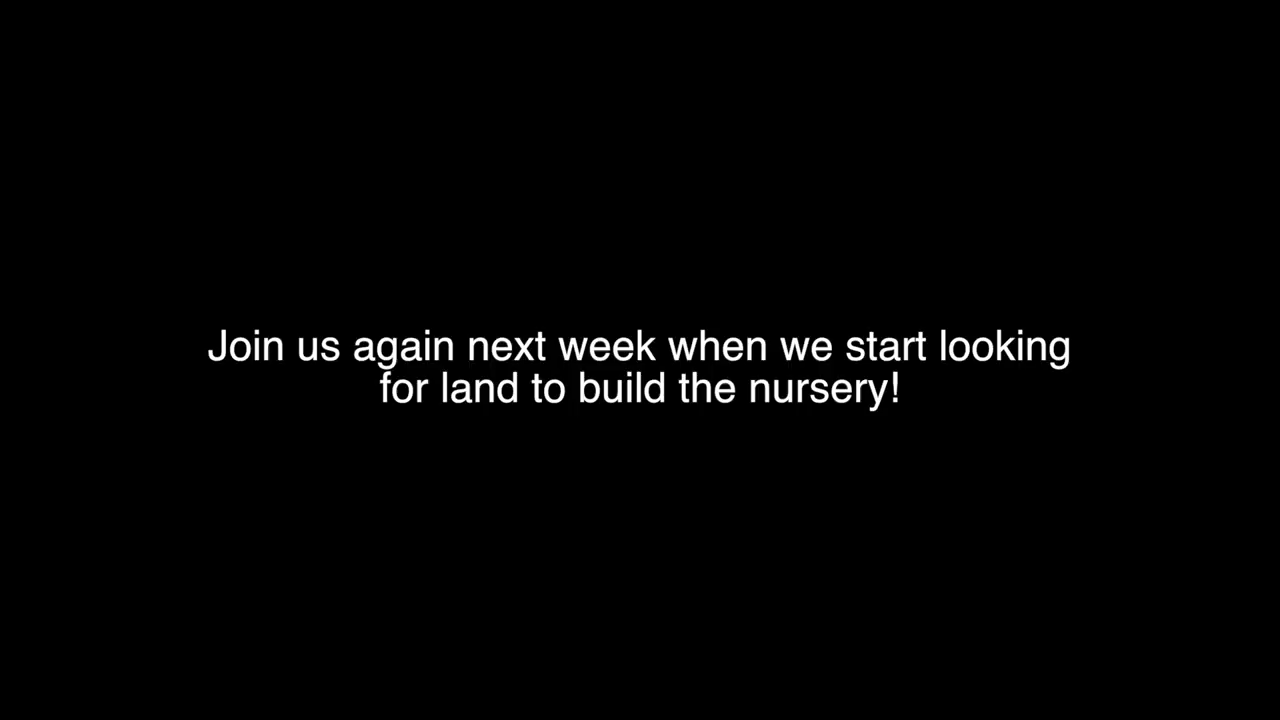 Join us again next week when we start looking
for land to build the nursery!